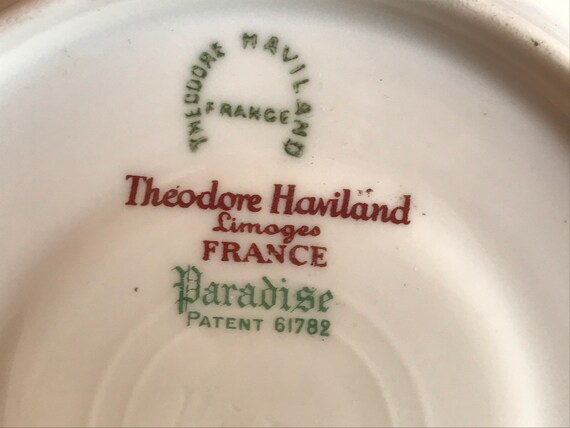 THEODORE HAVILAND
FRANCE
Theodore Haviland
Limoges
FRANCE
Paradise
PATENT 61782